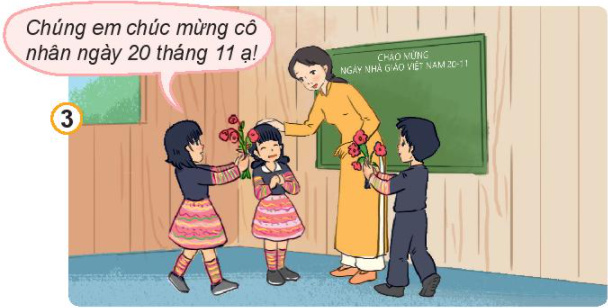 Chúng em chúc mừng cô
nhân ngày 20 tháng 11 ạ!
CHÀO MỪNG
NGÀY NHÀ GIÁO VIỆT NAM 20-11
3